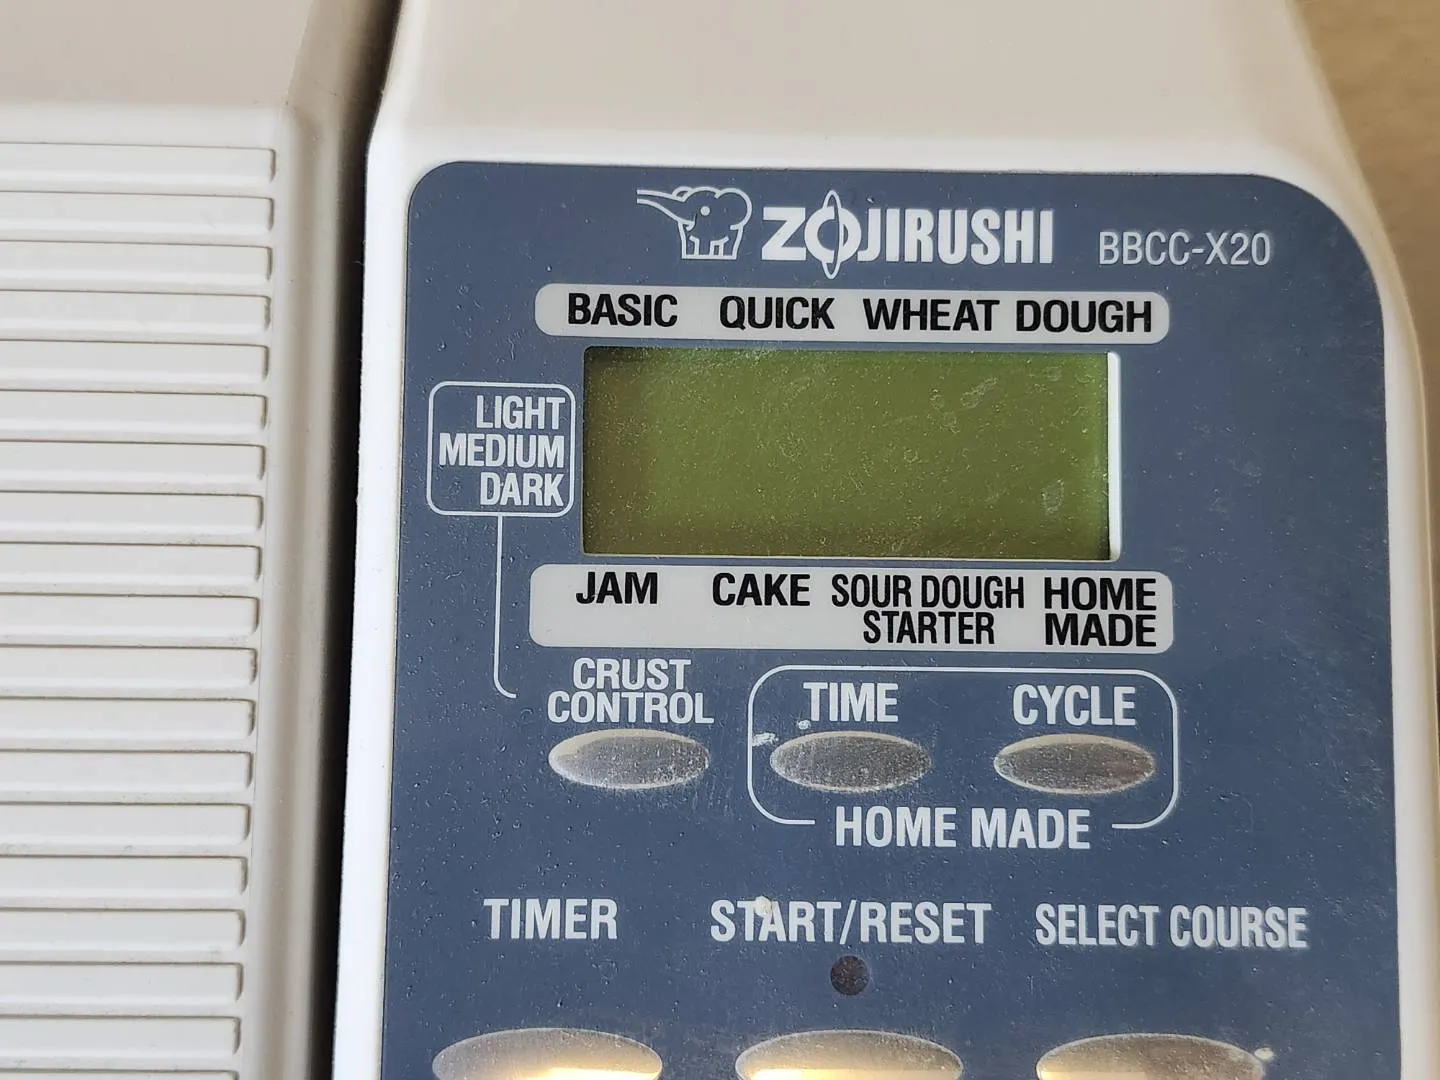 ZOJIRUSHI BBCC-X20
BASIC QUICK WHEAT DOUGH
LIGHT
MEDIUM
DARK
JAM CAKE SOUR DOUGH STARTER HOME MADE
CRUST CONTROL
TIME CYCLE
HOME MADE
TIMER START/RESET SELECT COURSE